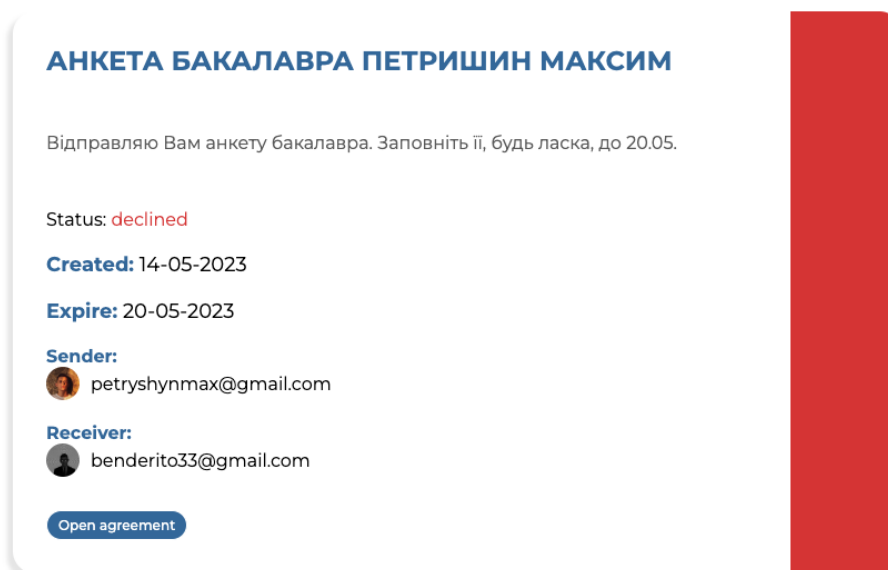 АНКЕТА БАКАЛАВРА ПЕТРИШИН МАКСИМ
Відправляю Вам анкету бакалавра. Заповніть її, будь ласка, до 20.05.
Status: declined
Created: 14-05-2023
Expire: 20-05-2023
Sender:
petryshynmax@gmail.com
Receiver:
benderito33@gmail.com
Open agreement